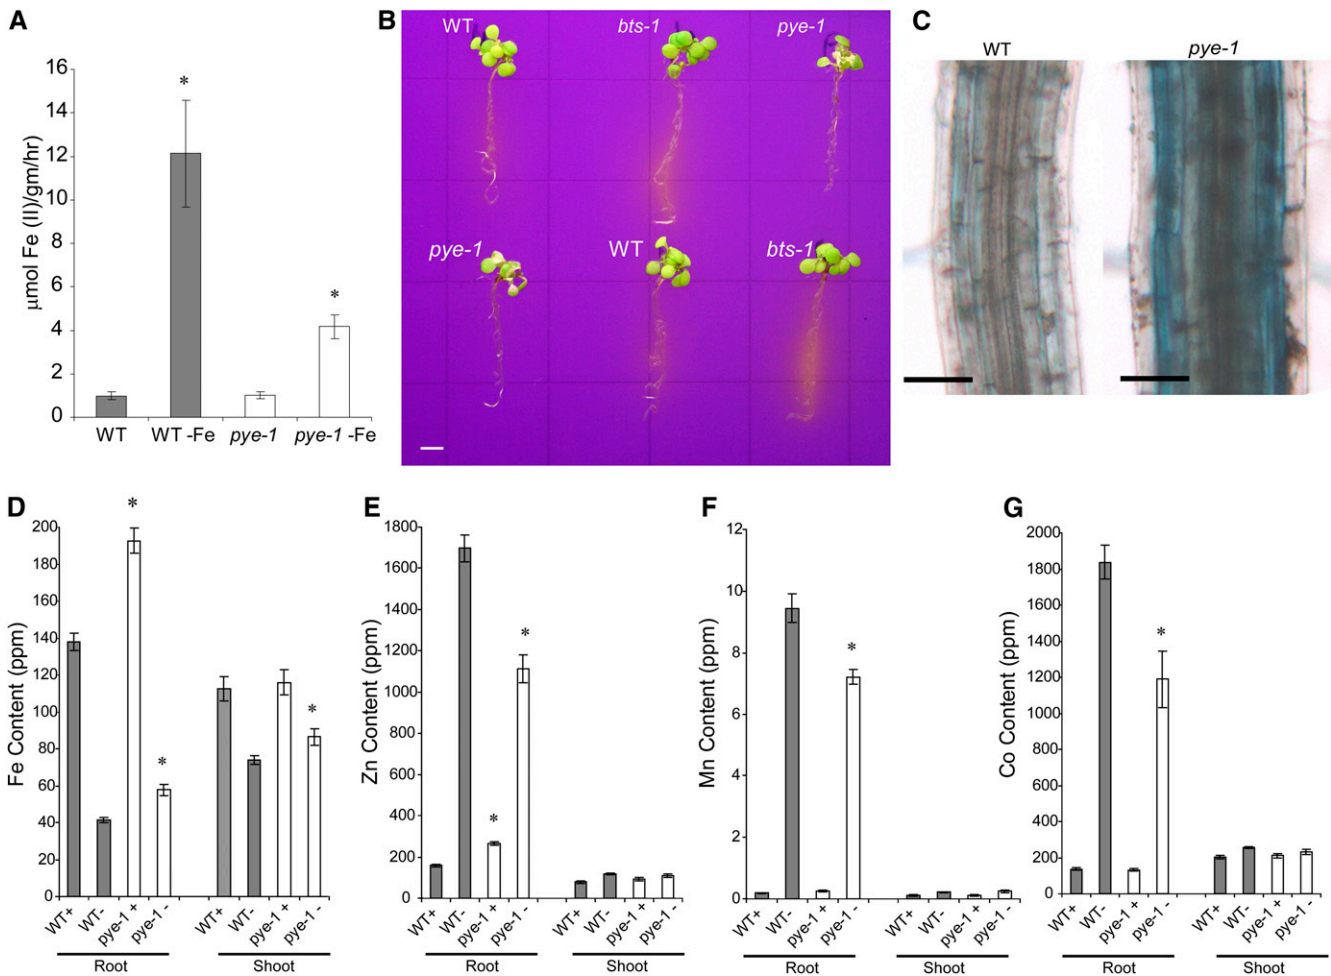 A
16
14
12
10
8
6
4
2
0
µmol Fe (II)/gm/hr
*
*
WT
WT -Fe
pye-1
pye-1 -Fe
B
WT
bts-1
pye-1
pye-1
WT
bts-1
C
WT
pye-1
D
200
180
160
140
120
100
80
60
40
20
0
Fe Content (ppm)
*
*
*
WT+
WT-
pye-1 +
pye-1 -
WT+
WT-
pye-1 +
pye-1 -
Root
Shoot
E
1800
1600
1400
1200
1000
800
600
400
200
0
Zn Content (ppm)
*
*
WT+
WT-
pye-1 +
pye-1 -
WT+
WT-
pye-1 +
pye-1 -
Root
Shoot
F
12
10
8
6
4
2
0
Mn Content (ppm)
*
WT+
WT-
pye-1 +
pye-1 -
WT+
WT-
pye-1 +
pye-1 -
Root
Shoot
G
2000
1800
1600
1400
1200
1000
800
600
400
200
0
Co Content (ppm)
*
WT+
WT-
pye-1 +
pye-1 -
WT+
WT-
pye-1 +
pye-1 -
Root
Shoot